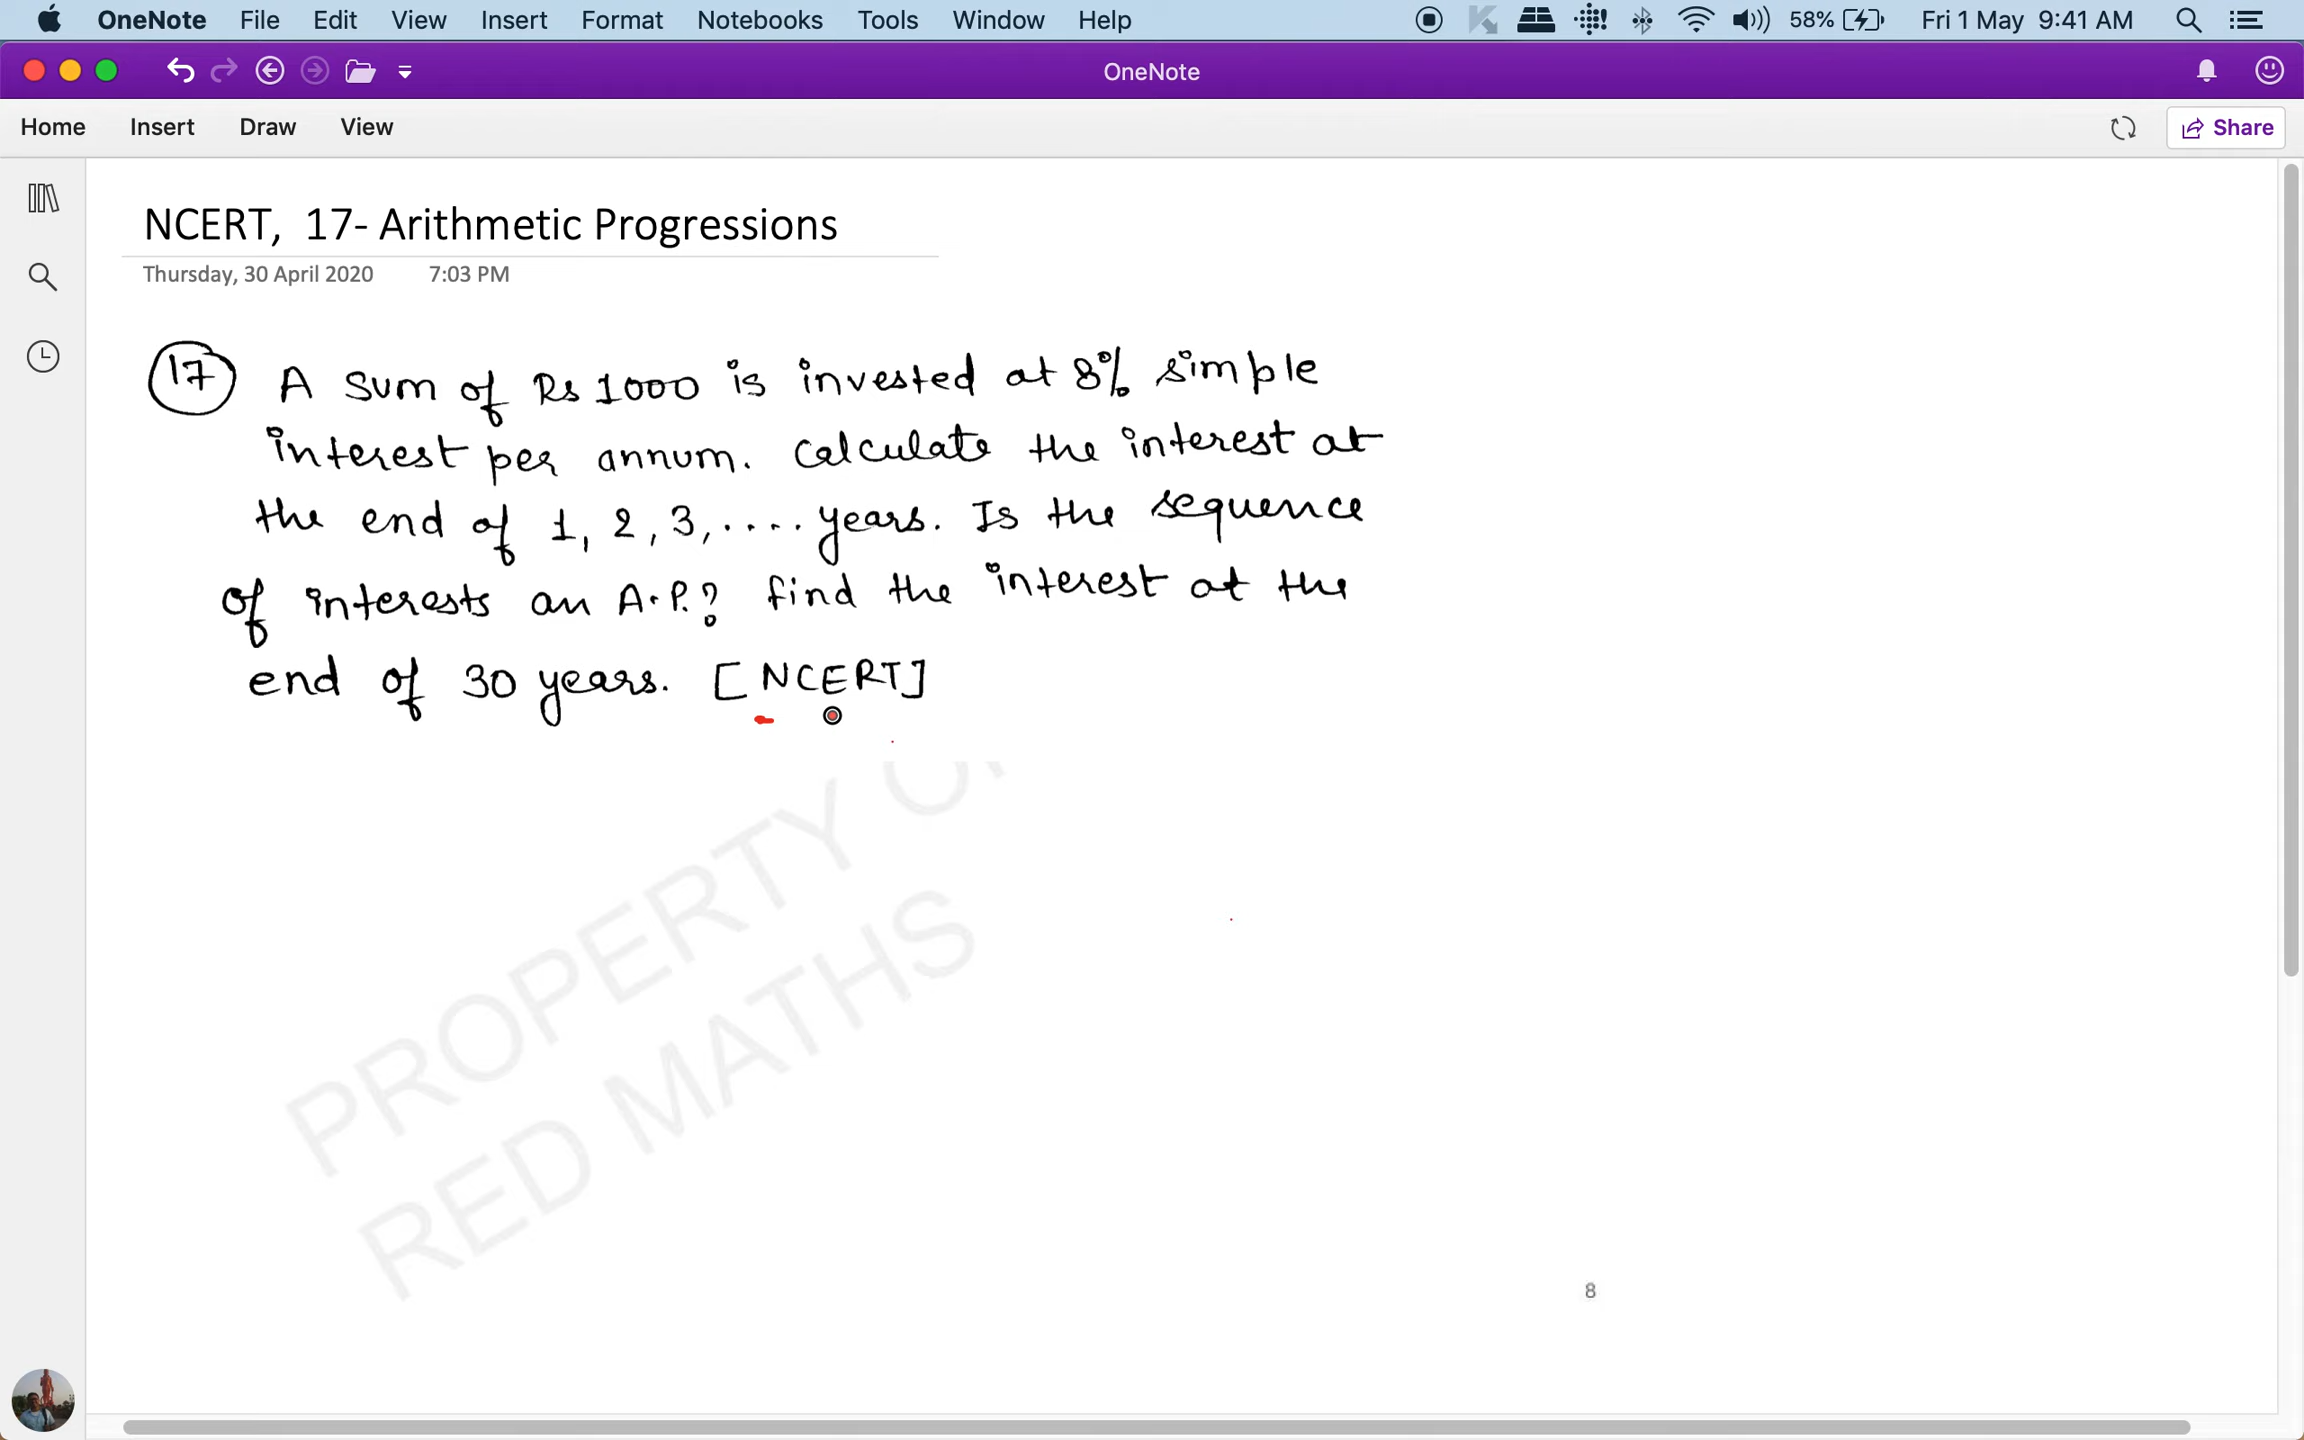 OneNote File Edit View Insert Format Notebooks Tools Window Help 58% Fri 1 May 9:41 AM
OneNote
Home Insert Draw View Share
NCERT, 17- Arithmetic Progressions
Thursday, 30 April 2020 7:03 PM
17 A sum of Rs 1000 is invested at 8% simple
interest per annum. Calculate the interest at
the end of 1, 2, 3, .... years. Is the sequence
of interests an A.P.? find the interest at the
end of 30 years. [NCERT]
PROPERTY OF
RED MATHS
8